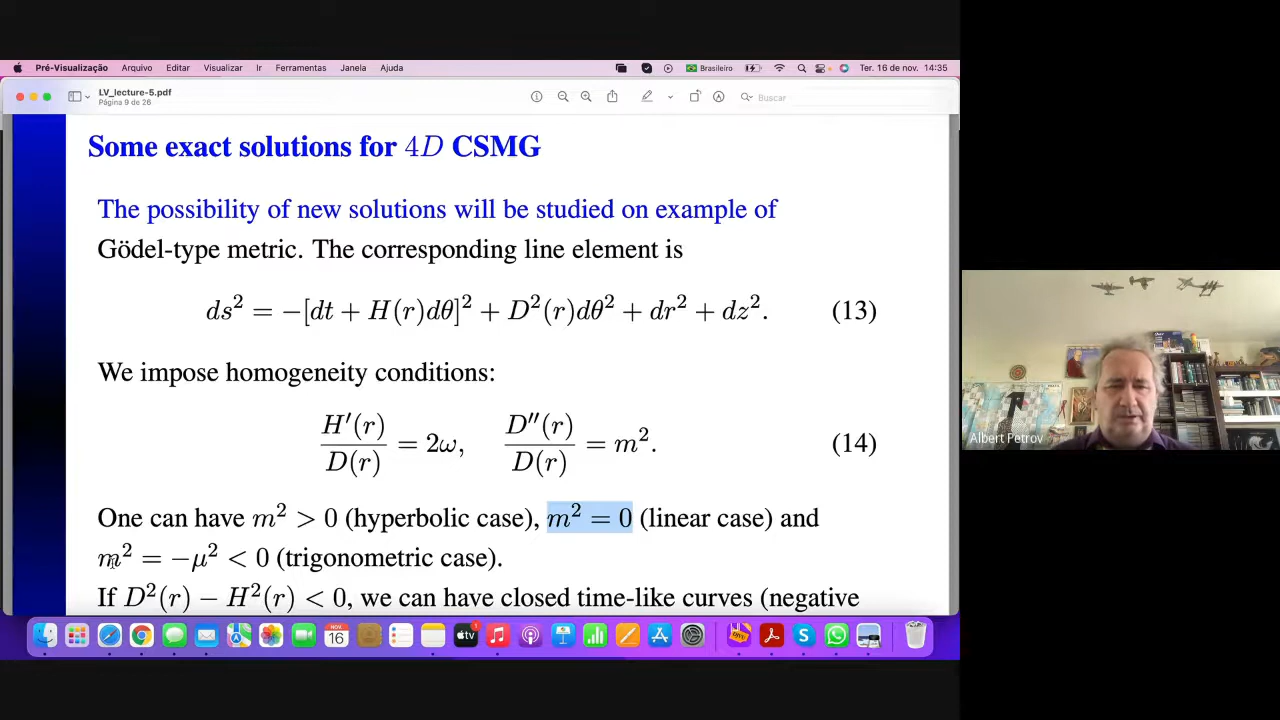 Pré-Visualização Arquivo Editar Visualizar Ir Ferramentas Janela Ajuda Brasileiro Ter. 16 de nov. 14:35
LV_lecture-5.pdf
Página 9 de 26
Buscar
Some exact solutions for 4D CSMG
The possibility of new solutions will be studied on example of
Gödel-type metric. The corresponding line element is
ds² = −[dt + H(r)dθ]² + D²(r)dθ² + dr² + dz². (13)
We impose homogeneity conditions:
H′(r)/D(r) = 2ω, D″(r)/D(r) = m². (14)
One can have m² > 0 (hyperbolic case), m² = 0 (linear case) and
m² = −μ² < 0 (trigonometric case).
If D²(r) − H²(r) < 0, we can have closed time-like curves (negative
Albert Petrov
NOV
16
tv